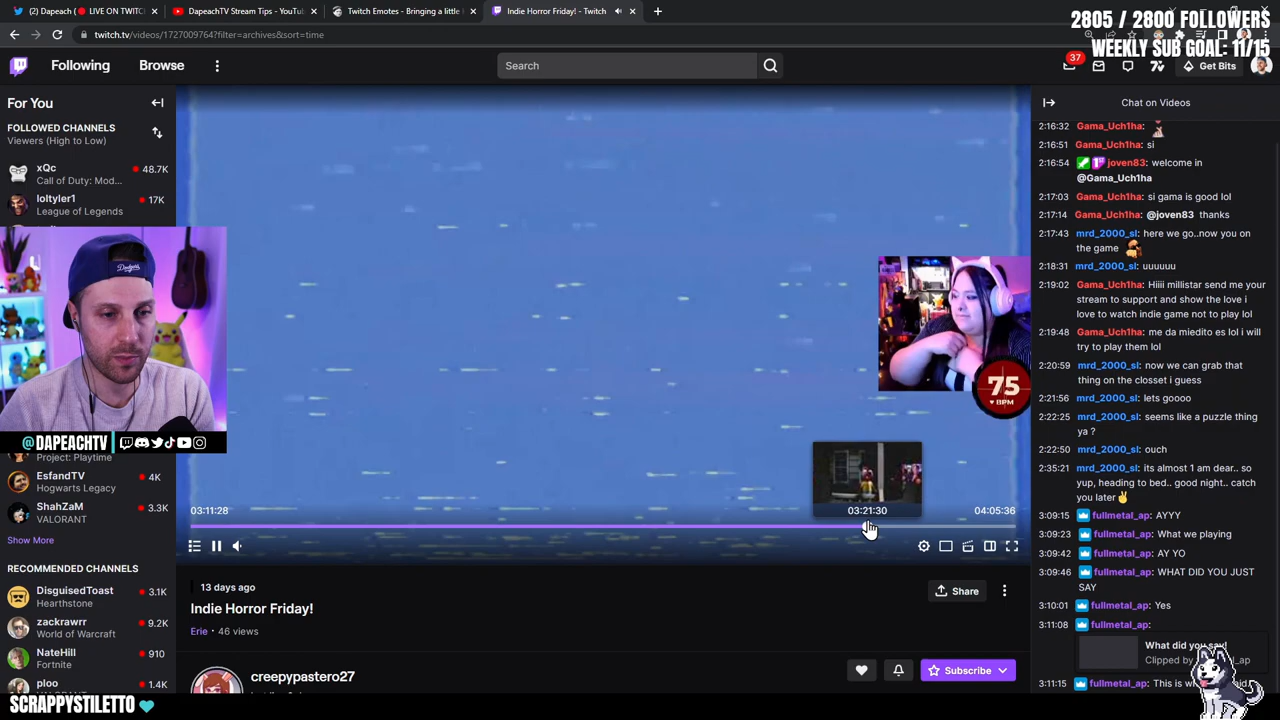 (2) Dapeach (🔴 LIVE ON TWITCH
DapeachTV Stream Tips - YouTu
Twitch Emotes - Bringing a little
Indie Horror Friday! - Twitch
twitch.tv/videos/1727009764?filter=archives&sort=time
2805 / 2800 FOLLOWERS
WEEKLY SUB GOAL: 11/15
Following
Browse
Search
37
Get Bits
For You
FOLLOWED CHANNELS
Viewers (High to Low)
xQc
48.7K
Call of Duty: Mod...
loltyler1
17K
League of Legends
@DAPEACHTV
Project: Playtime
EsfandTV
4K
Hogwarts Legacy
ShahZaM
3.5K
VALORANT
Show More
RECOMMENDED CHANNELS
DisguisedToast
3.1K
Hearthstone
zackrawrr
9.2K
World of Warcraft
NateHill
910
Fortnite
ploo
1.4K
SCRAPPYSTILETTO
75
BPM
03:11:28
03:21:30
04:05:36
13 days ago
Indie Horror Friday!
Erie · 46 views
Share
creepypastero27
Subscribe
Chat on Videos
2:16:32 Gama_Uch1ha:
2:16:51 Gama_Uch1ha: si
2:16:54 joven83: welcome in
@Gama_Uch1ha
2:17:03 Gama_Uch1ha: si gama is good lol
2:17:14 Gama_Uch1ha: @joven83 thanks
2:17:43 mrd_2000_sl: here we go..now you on
the game
2:18:31 mrd_2000_sl: uuuuuu
2:19:02 Gama_Uch1ha: Hiiii millistar send me your
stream to support and show the love i
love to watch indie game not to play lol
2:19:48 Gama_Uch1ha: me da miedito es lol i will
try to play them lol
2:20:59 mrd_2000_sl: now we can grab that
thing on the closset i guess
2:21:56 mrd_2000_sl: lets goooo
2:22:25 mrd_2000_sl: seems like a puzzle thing
ya ?
2:22:50 mrd_2000_sl: ouch
2:35:21 mrd_2000_sl: its almost 1 am dear.. so
yup, heading to bed.. good night.. catch
you later✌
3:09:15 fullmetal_ap: AYYY
3:09:23 fullmetal_ap: What we playing
3:09:42 fullmetal_ap: AY YO
3:09:46 fullmetal_ap: WHAT DID YOU JUST
SAY
3:10:01 fullmetal_ap: Yes
3:11:08 fullmetal_ap:
What did you say!
Clipped by
3:11:15 fullmetal_ap: This is